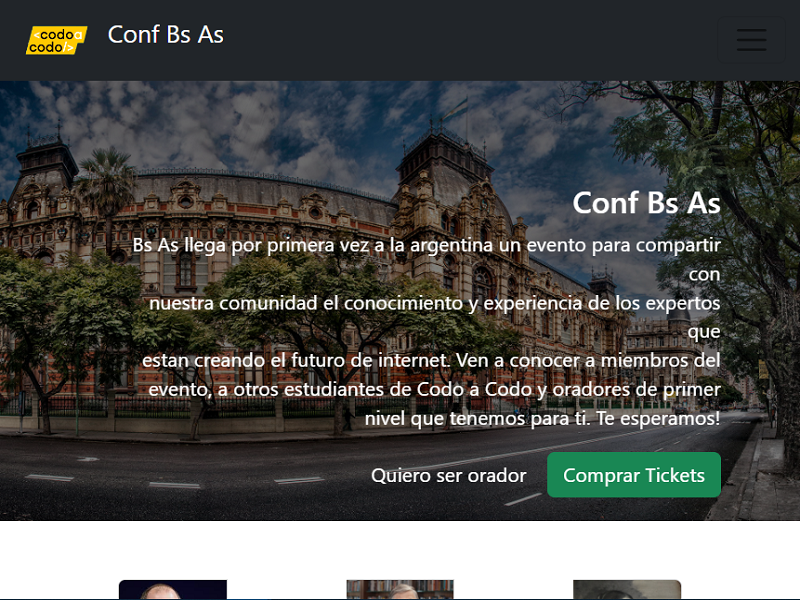 <codoa
codo/>
Conf Bs As
Conf Bs As
Bs As llega por primera vez a la argentina un evento para compartir
con
nuestra comunidad el conocimiento y experiencia de los expertos
que
estan creando el futuro de internet. Ven a conocer a miembros del
evento, a otros estudiantes de Codo a Codo y oradores de primer
nivel que tenemos para ti. Te esperamos!
Quiero ser orador
Comprar Tickets